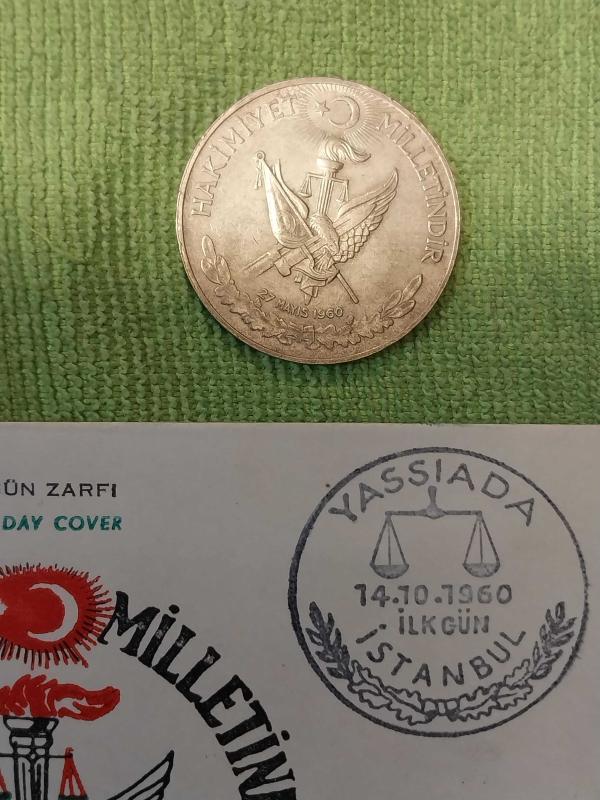 HAKİMİYET MİLLETİNDİR
27 MAYIS 1960
ÜN ZARFI
DAY COVER
MİLLETİN
YASSIADA
14.10.1960
İLKGÜN
İSTANBUL